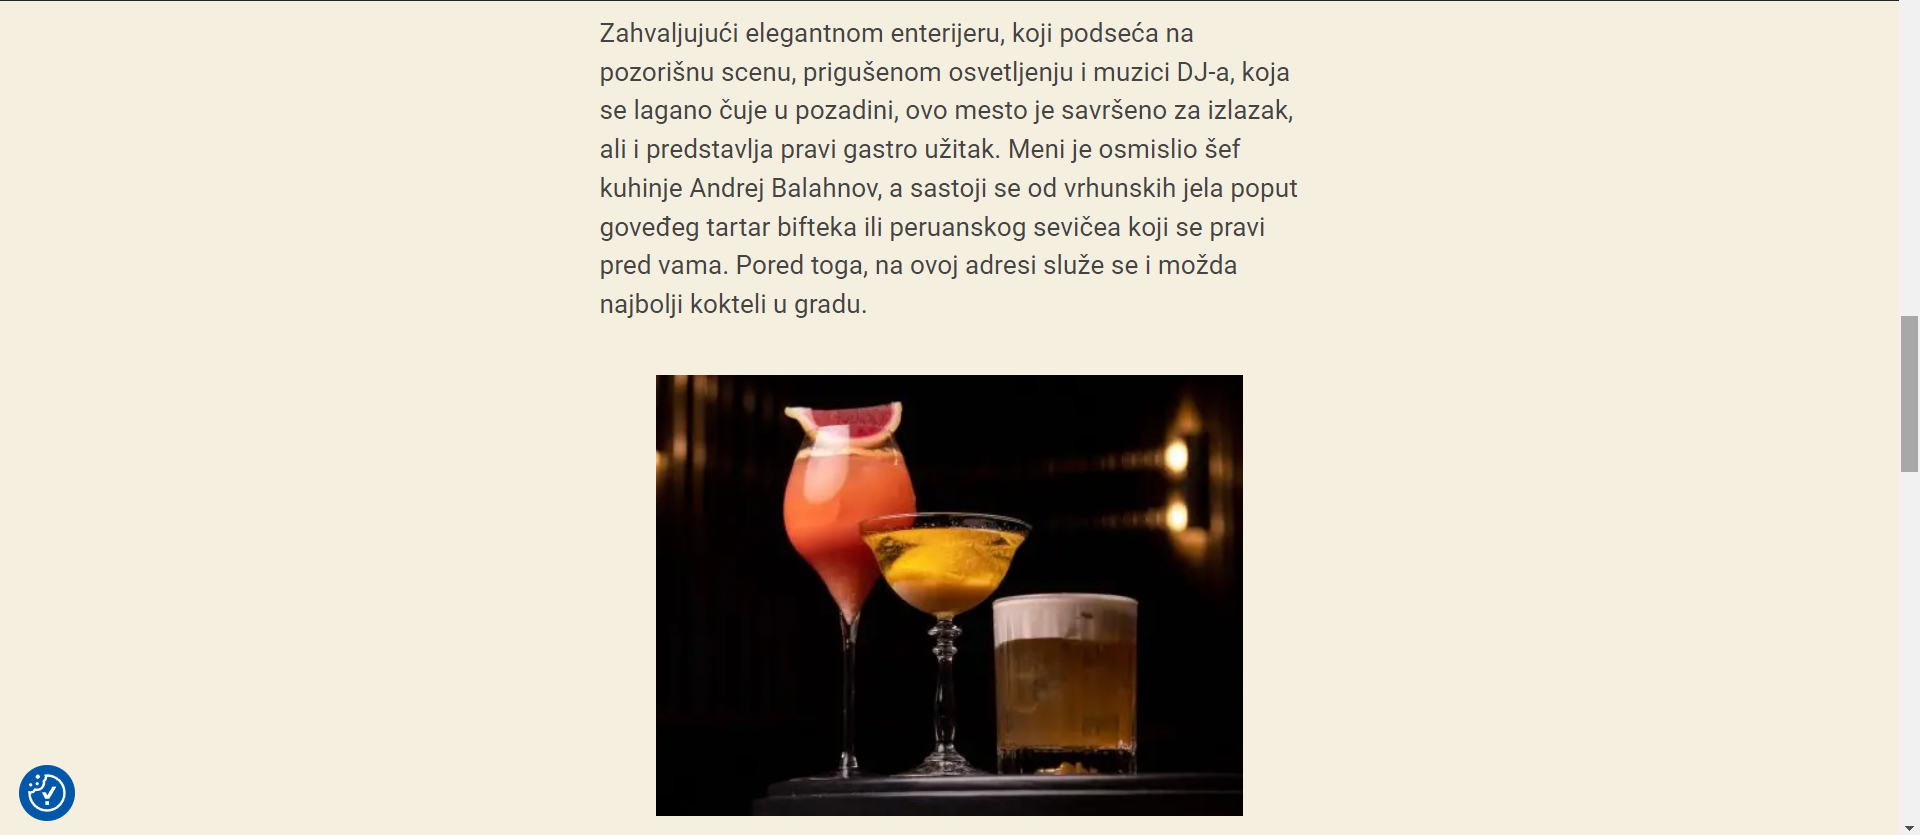 Zahvaljujući elegantnom enterijeru, koji podseća na
pozorišnu scenu, prigušenom osvetljenju i muzici DJ-a, koja
se lagano čuje u pozadini, ovo mesto je savršeno za izlazak,
ali i predstavlja pravi gastro užitak. Meni je osmislio šef
kuhinje Andrej Balahnov, a sastoji se od vrhunskih jela poput
goveđeg tartar bifteka ili peruanskog sevičea koji se pravi
pred vama. Pored toga, na ovoj adresi služe se i možda
najbolji kokteli u gradu.